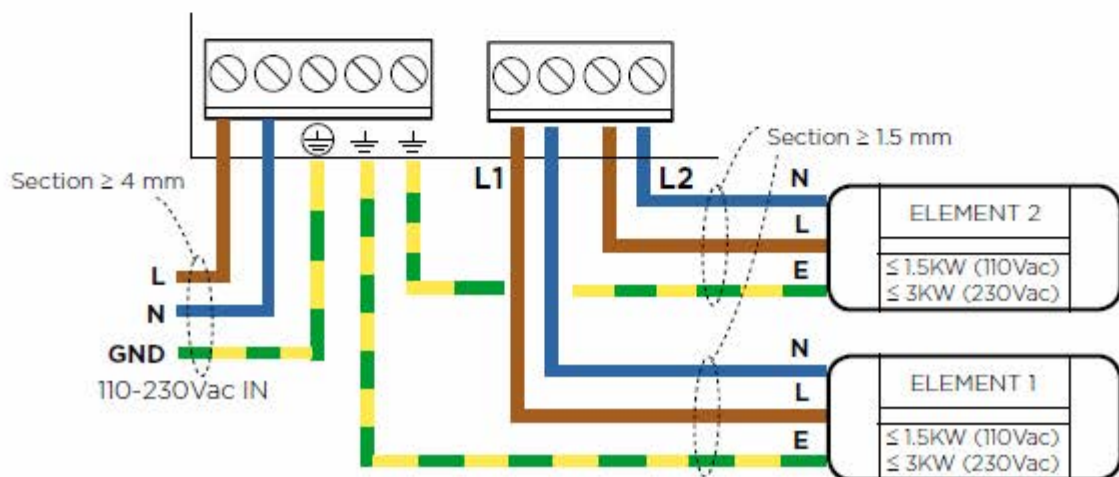 Section ≥ 4 mm
L
N
GND
110-230Vac IN
L1
L2
Section ≥ 1.5 mm
N
L
E
ELEMENT 2
≤ 1.5KW (110Vac)
≤ 3KW (230Vac)
N
L
E
ELEMENT 1
≤ 1.5KW (110Vac)
≤ 3KW (230Vac)